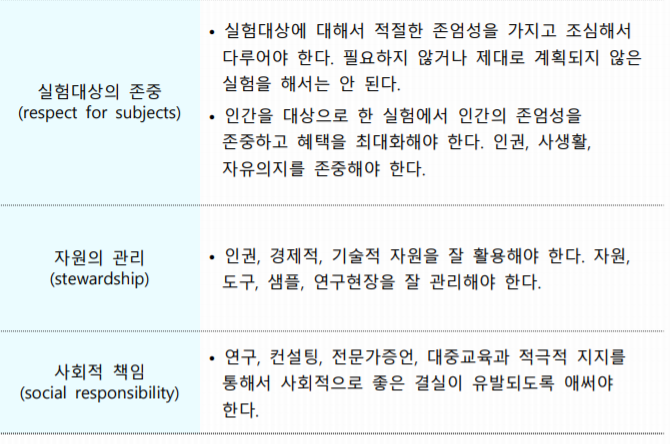 실험대상의 존중
(respect for subjects)
• 실험대상에 대해서 적절한 존엄성을 가지고 조심해서
다루어야 한다. 필요하지 않거나 제대로 계획되지 않은
실험을 해서는 안 된다.
• 인간을 대상으로 한 실험에서 인간의 존엄성을
존중하고 혜택을 최대화해야 한다. 인권, 사생활,
자유의지를 존중해야 한다.
자원의 관리
(stewardship)
• 인권, 경제적, 기술적 자원을 잘 활용해야 한다. 자원,
도구, 샘플, 연구현장을 잘 관리해야 한다.
사회적 책임
(social responsibility)
• 연구, 컨설팅, 전문가증언, 대중교육과 적극적 지지를
통해서 사회적으로 좋은 결실이 유발되도록 애써야
한다.